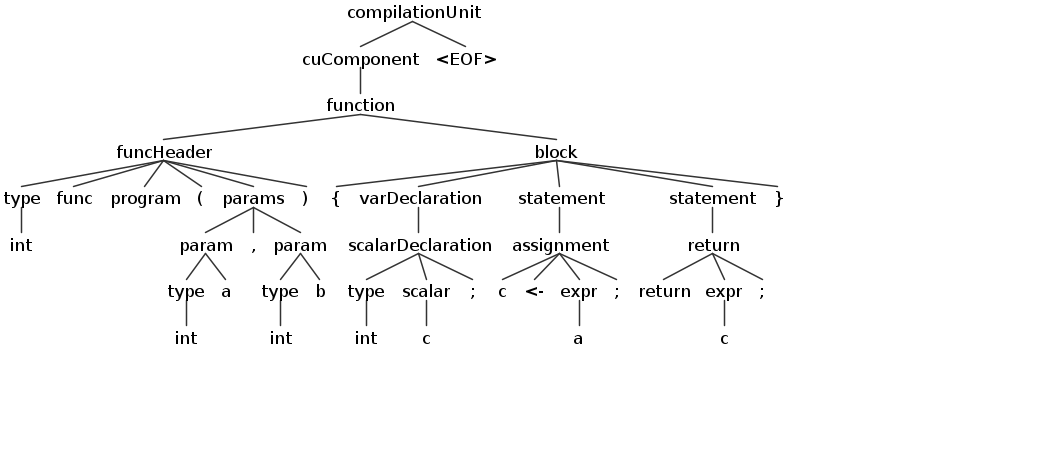 compilationUnit
cuComponent <EOF>
function
funcHeader block
type func program ( params ) { varDeclaration statement statement }
int param , param scalarDeclaration assignment return
type a type b type scalar ; c <- expr ; return expr ;
int int int c a c